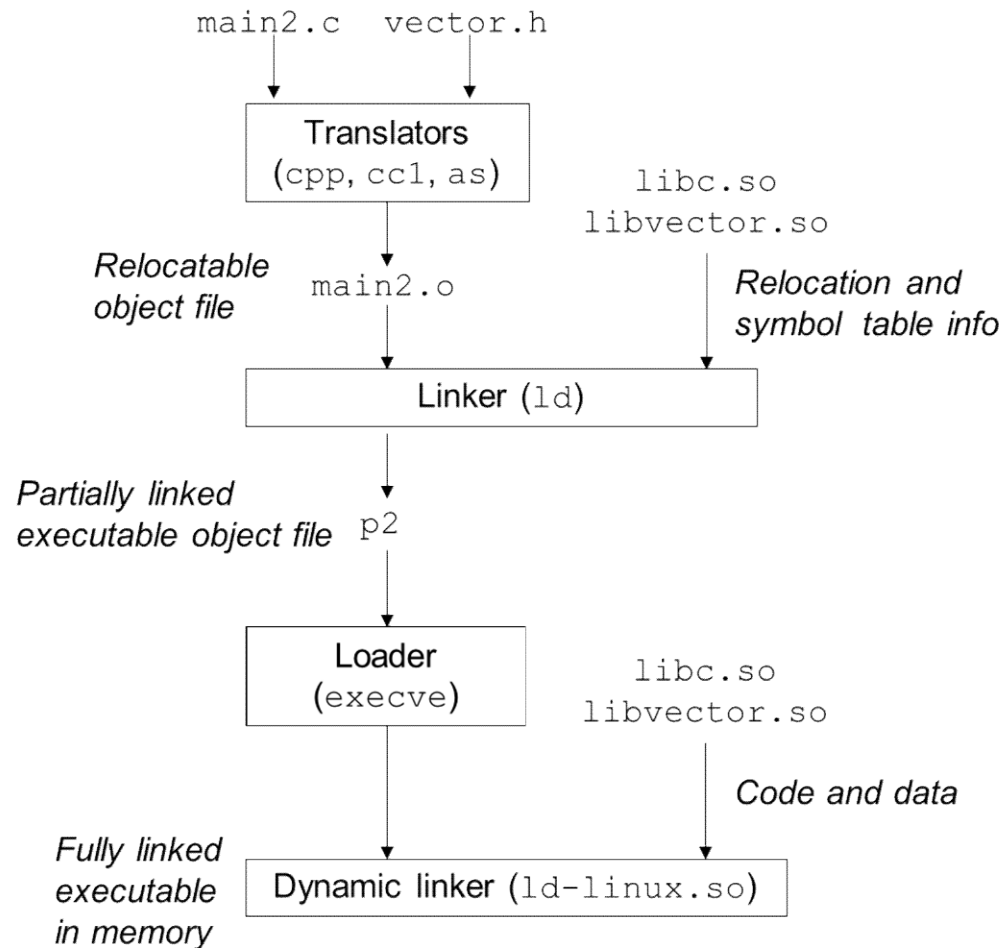 main2.c vector.h
Translators
(cpp, cc1, as)
libc.so
libvector.so
Relocatable
object file
main2.o
Relocation and
symbol table info
Linker (ld)
Partially linked
executable object file
p2
Loader
(execve)
libc.so
libvector.so
Code and data
Fully linked
executable
in memory
Dynamic linker (ld-linux.so)